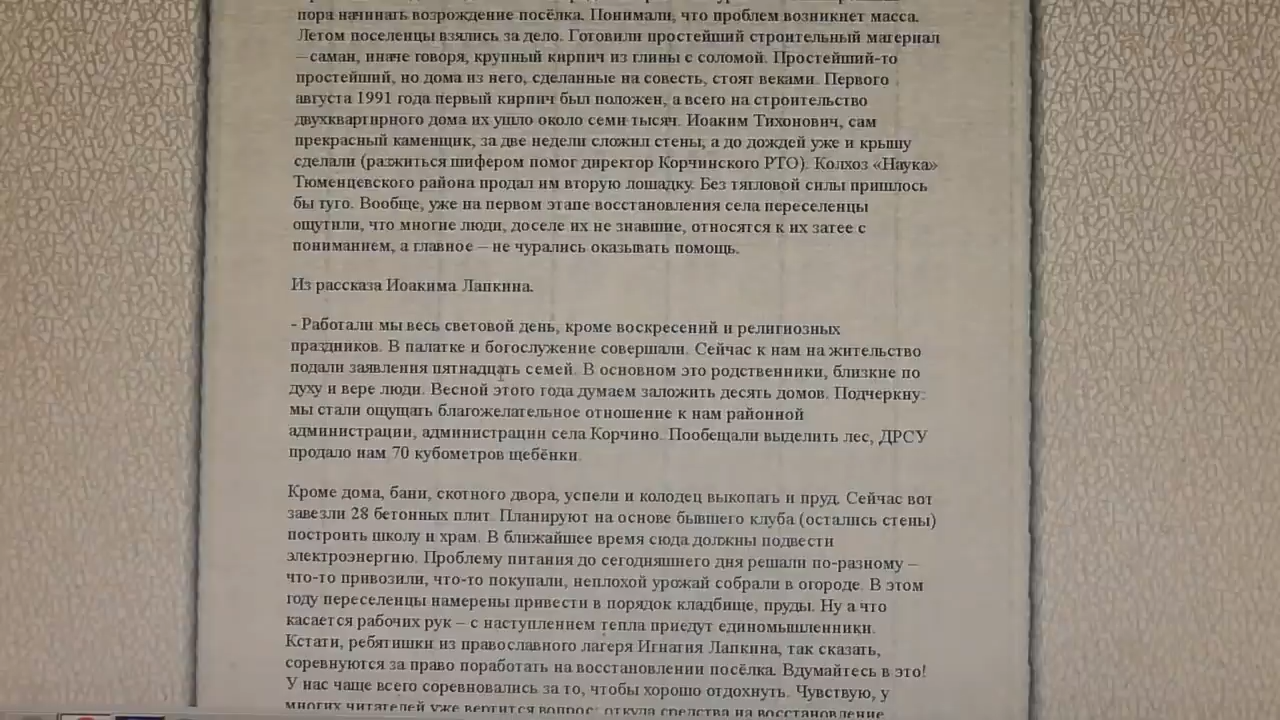 пора начинать возрождение посёлка. Понимали, что проблем возникнет масса.
Летом поселенцы взялись за дело. Готовили простейший строительный материал
– саман, иначе говоря, крупный кирпич из глины с соломой. Простейший-то
простейший, но дома из него, сделанные на совесть, стоят веками. Первого
августа 1991 года первый кирпич был положен, а всего на строительство
двухквартирного дома их ушло около семи тысяч. Иоаким Тихонович, сам
прекрасный каменщик, за две недели сложил стены, а до дождей уже и крышу
сделали (разжиться шифером помог директор Корчинского РТО). Колхоз «Наука»
Тюменцевского района продал им вторую лошадку. Без тягловой силы пришлось
бы туго. Вообще, уже на первом этапе восстановления села переселенцы
ощутили, что многие люди, доселе их не знавшие, относятся к их затее с
пониманием, а главное – не чурались оказывать помощь.
Из рассказа Иоакима Лапкина.
- Работали мы весь световой день, кроме воскресений и религиозных
праздников. В палатке и богослужение совершали. Сейчас к нам на жительство
подали заявления пятнадцать семей. В основном это родственники, близкие по
духу и вере люди. Весной этого года думаем заложить десять домов. Подчеркну:
мы стали ощущать благожелательное отношение к нам районной
администрации, администрации села Корчино. Пообещали выделить лес, ДРСУ
продало нам 70 кубометров щебёнки.
Кроме дома, бани, скотного двора, успели и колодец выкопать и пруд. Сейчас вот
завезли 28 бетонных плит. Планируют на основе бывшего клуба (остались стены)
построить школу и храм. В ближайшее время сюда должны подвести
электроэнергию. Проблему питания до сегодняшнего дня решали по-разному –
что-то привозили, что-то покупали, неплохой урожай собрали в огороде. В этом
году переселенцы намерены привести в порядок кладбище, пруды. Ну а что
касается рабочих рук – с наступлением тепла приедут единомышленники.
Кстати, ребятишки из православного лагеря Игнатия Лапкина, так сказать,
соревнуются за право поработать на восстановлении посёлка. Вдумайтесь в это!
У нас чаще всего соревновались за то, чтобы хорошо отдохнуть. Чувствую, у
многих читателей уже вертится вопрос: откуда средства на восстановление